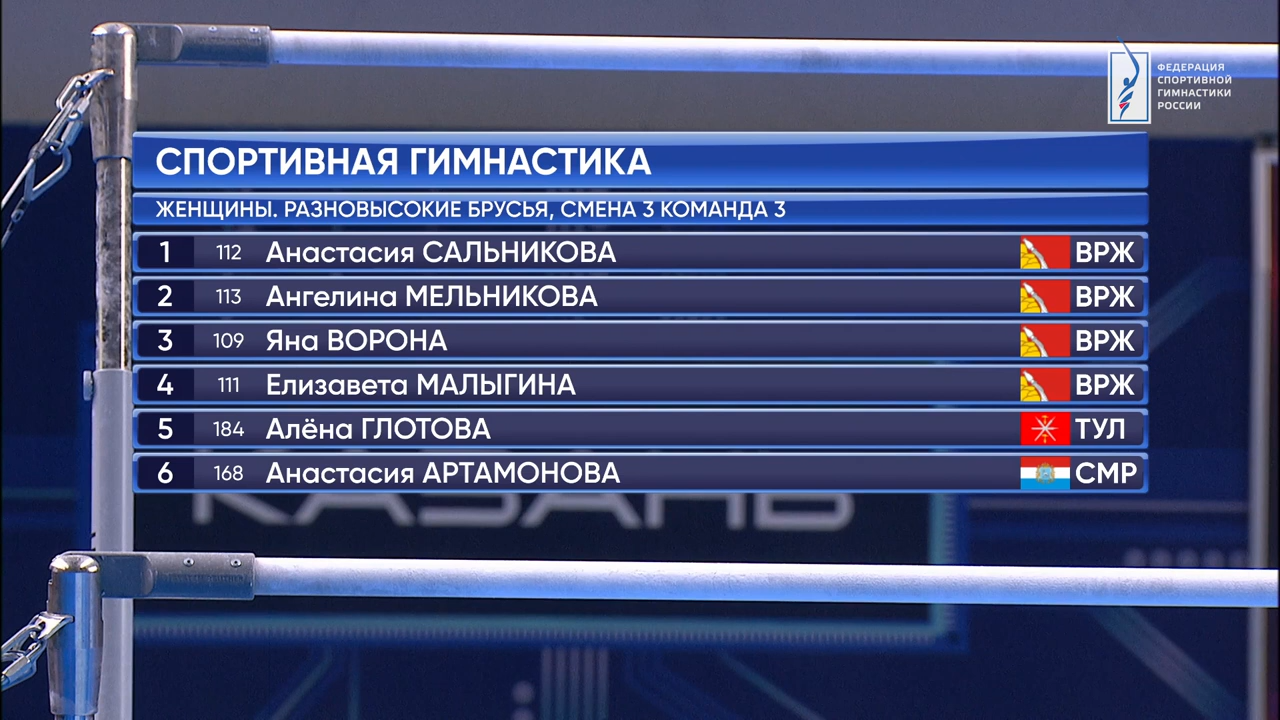 ФЕДЕРАЦИЯ
СПОРТИВНОЙ
ГИМНАСТИКИ
РОССИИ
СПОРТИВНАЯ ГИМНАСТИКА
ЖЕНЩИНЫ. РАЗНОВЫСОКИЕ БРУСЬЯ, СМЕНА 3 КОМАНДА 3
1 112 Анастасия САЛЬНИКОВА ВРЖ
2 113 Ангелина МЕЛЬНИКОВА ВРЖ
3 109 Яна ВОРОНА ВРЖ
4 111 Елизавета МАЛЫГИНА ВРЖ
5 184 Алёна ГЛОТОВА ТУЛ
6 168 Анастасия АРТАМОНОВА СМР
КАЗАНЬ